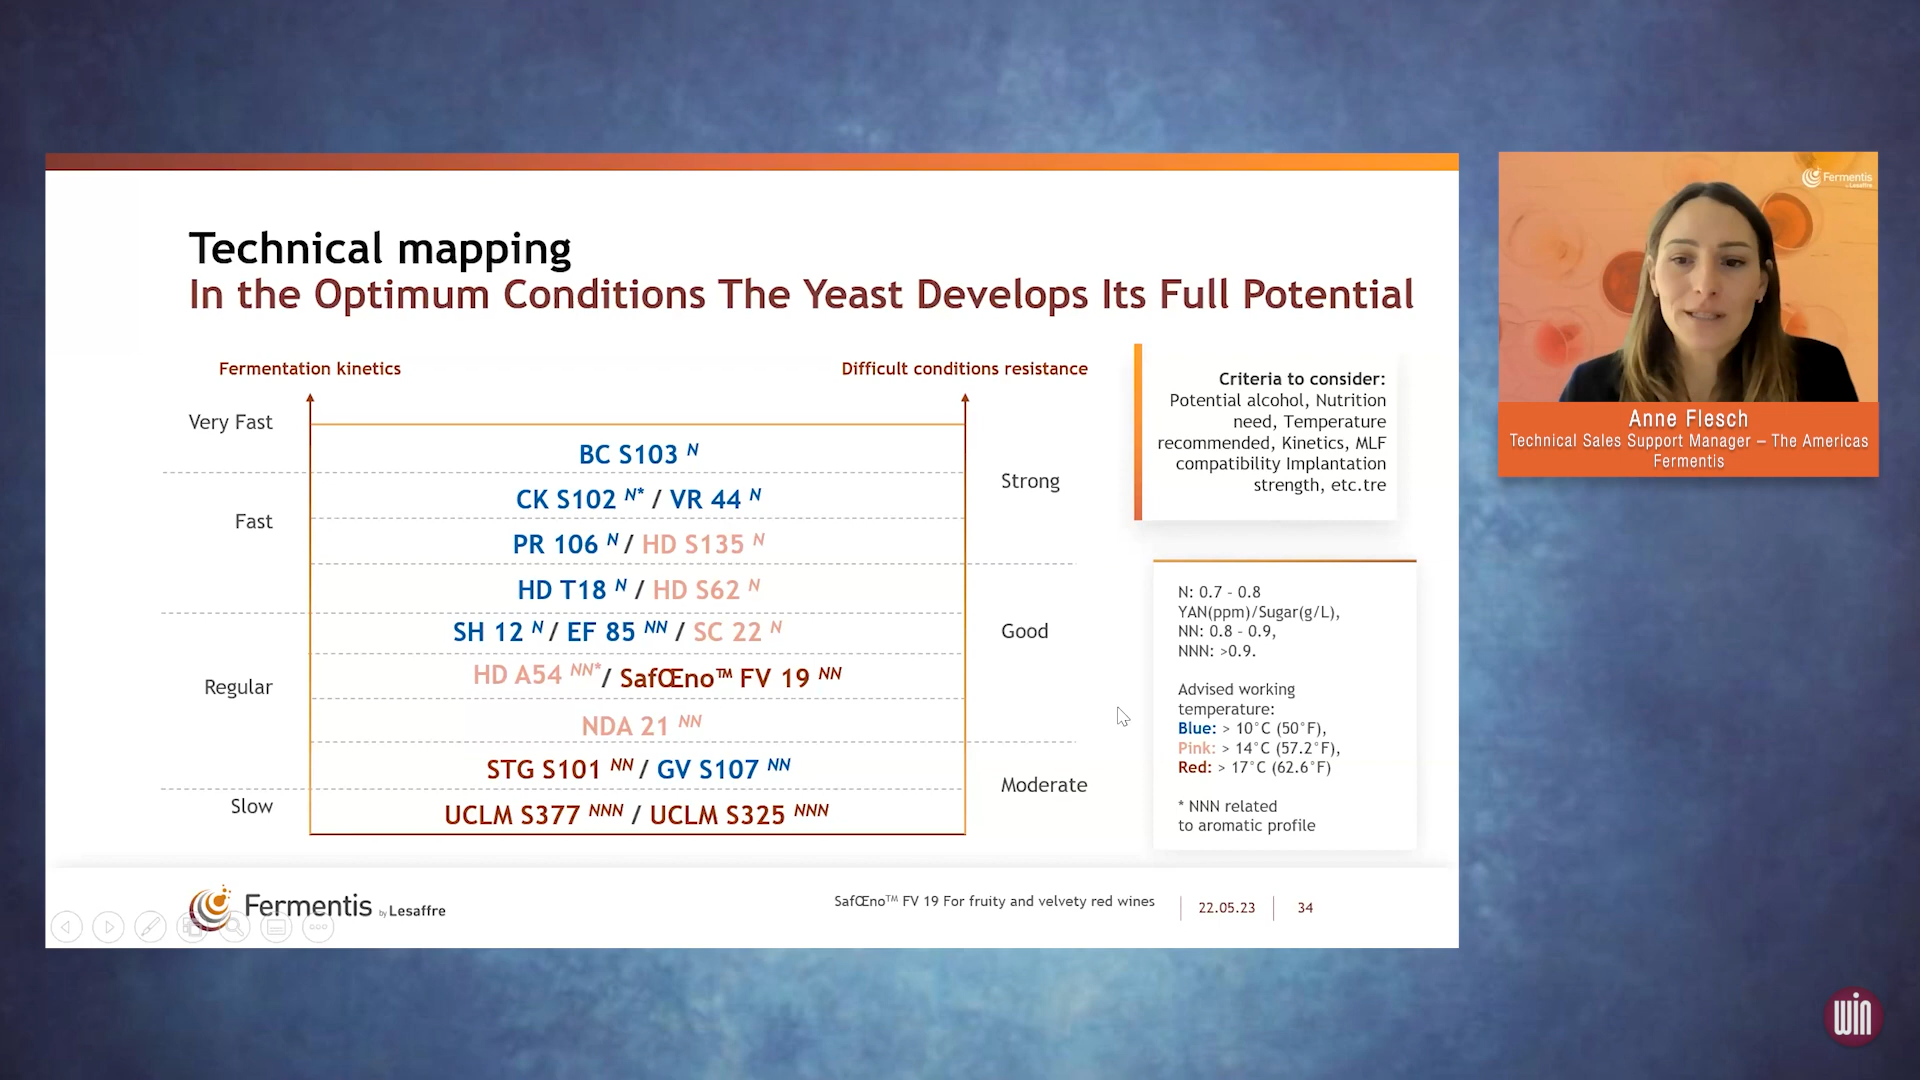 Technical mapping
In the Optimum Conditions The Yeast Develops Its Full Potential
Fermentation kinetics
Difficult conditions resistance
Very Fast
Fast
Regular
Slow
BC S103 N
CK S102 N* / VR 44 N
PR 106 N / HD S135 N
HD T18 N / HD S62 N
SH 12 N / EF 85 NN / SC 22 N
HD A54 NN* / SafŒno™ FV 19 NN
NDA 21 NN
STG S101 NN / GV S107 NN
UCLM S377 NNN / UCLM S325 NNN
Strong
Good
Moderate
Criteria to consider:
Potential alcohol, Nutrition
need, Temperature
recommended, Kinetics, MLF
compatibility Implantation
strength, etc.tre
N: 0.7 - 0.8
YAN(ppm)/Sugar(g/L),
NN: 0.8 - 0.9,
NNN: >0.9.
Advised working
temperature:
Blue: > 10°C (50°F),
Pink: > 14°C (57.2°F),
Red: > 17°C (62.6°F)
* NNN related
to aromatic profile
Fermentis by Lesaffre
SafŒno™ FV 19 For fruity and velvety red wines
22.05.23
34
Fermentis
by Lesaffre
Anne Flesch
Technical Sales Support Manager – The Americas
Fermentis
win